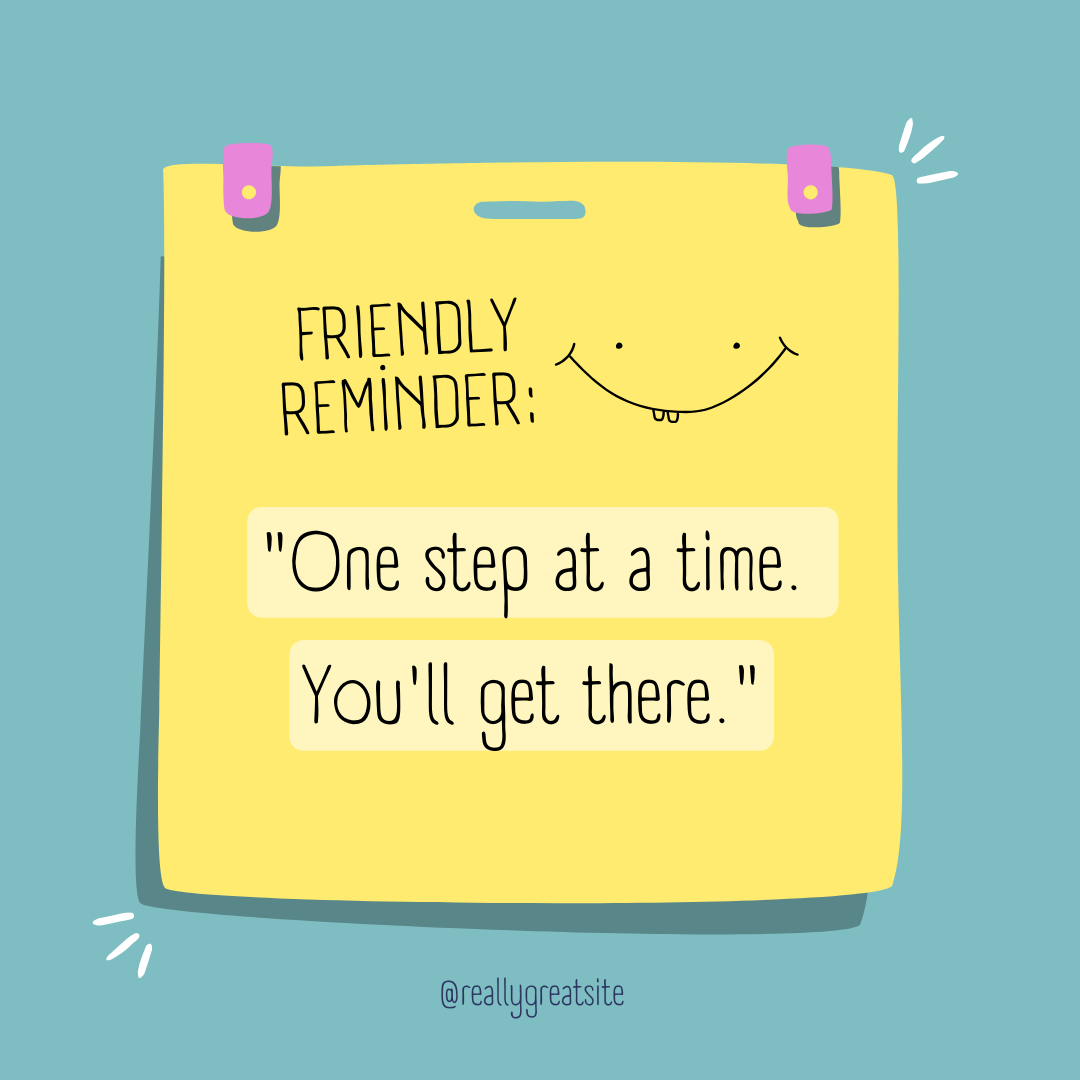 FRIENDLY
REMINDER:
"One step at a time.
You'll get there."
@reallygreatsite